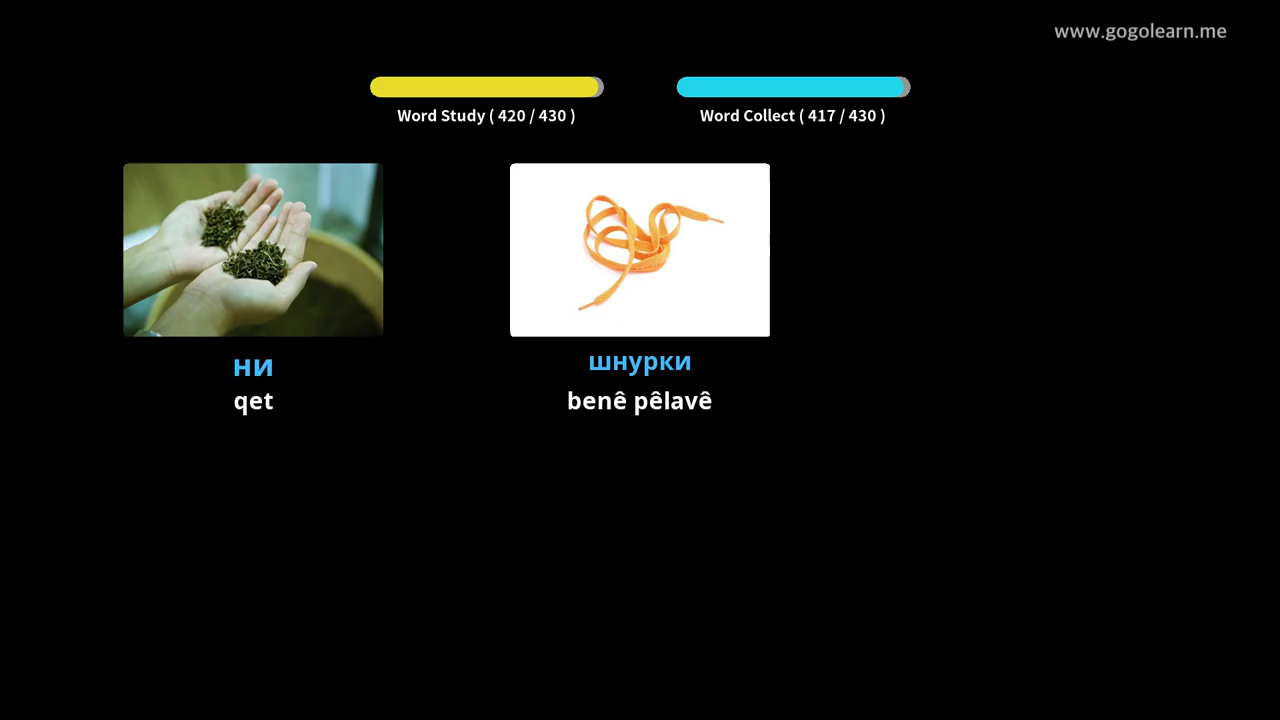 www.gogolearn.me
Word Study ( 420 / 430 )
Word Collect ( 417 / 430 )
ни
qet
шнурки
benê pêlavê